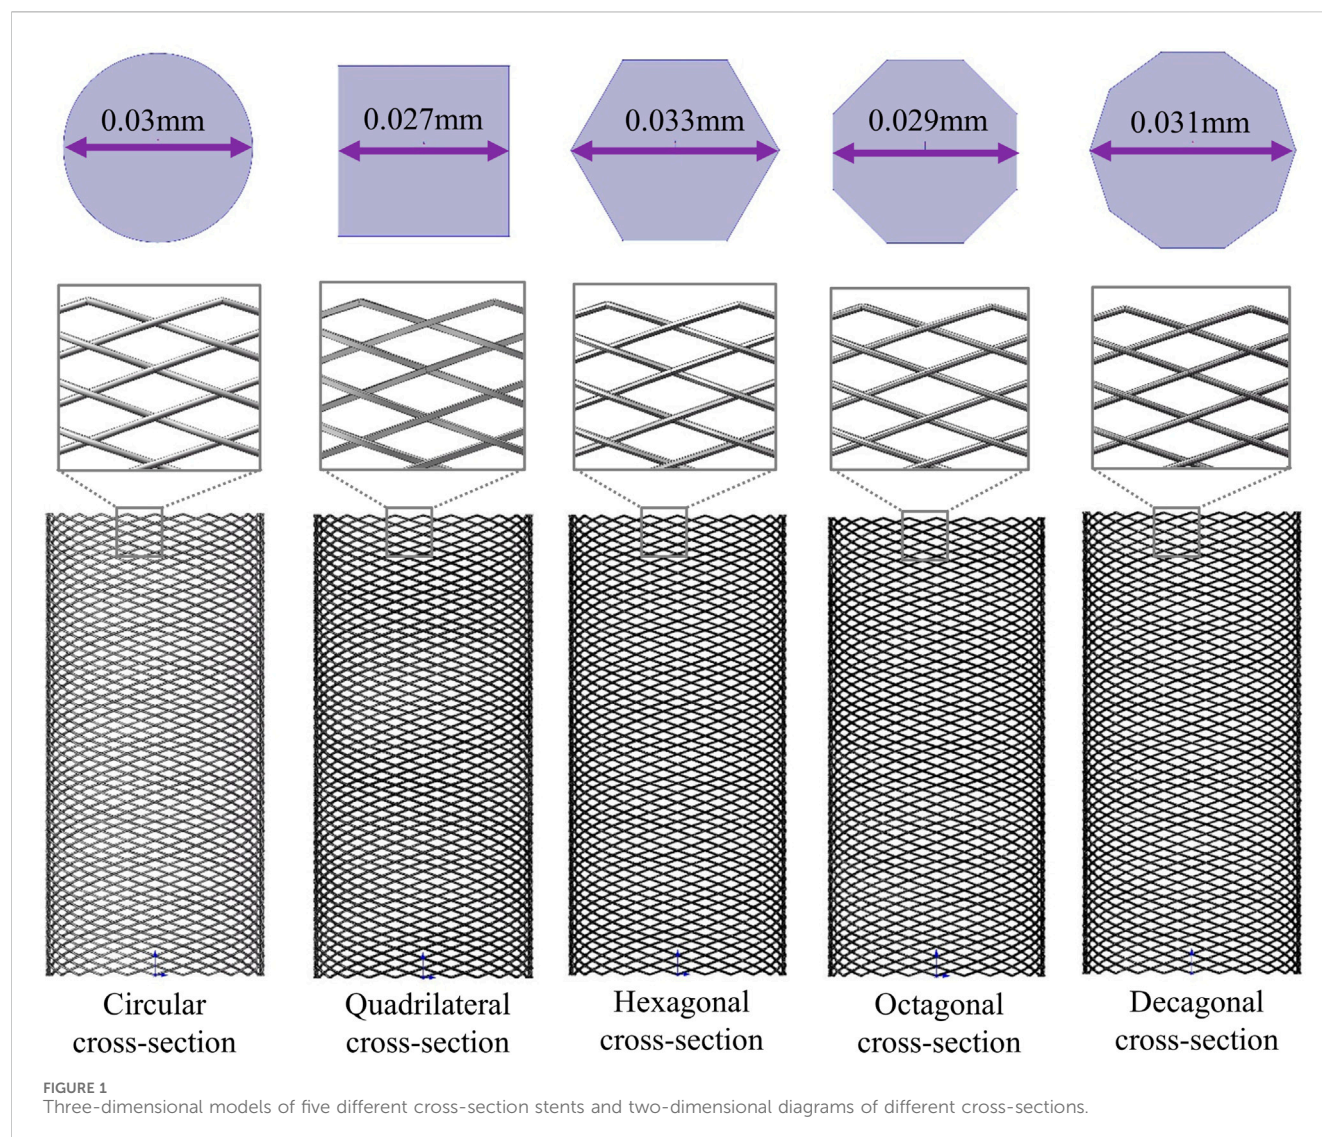 0.03mm
0.027mm
0.033mm
0.029mm
0.031mm
Circular
cross-section
Quadrilateral
cross-section
Hexagonal
cross-section
Octagonal
cross-section
Decagonal
cross-section
FIGURE 1
Three-dimensional models of five different cross-section stents and two-dimensional diagrams of different cross-sections.